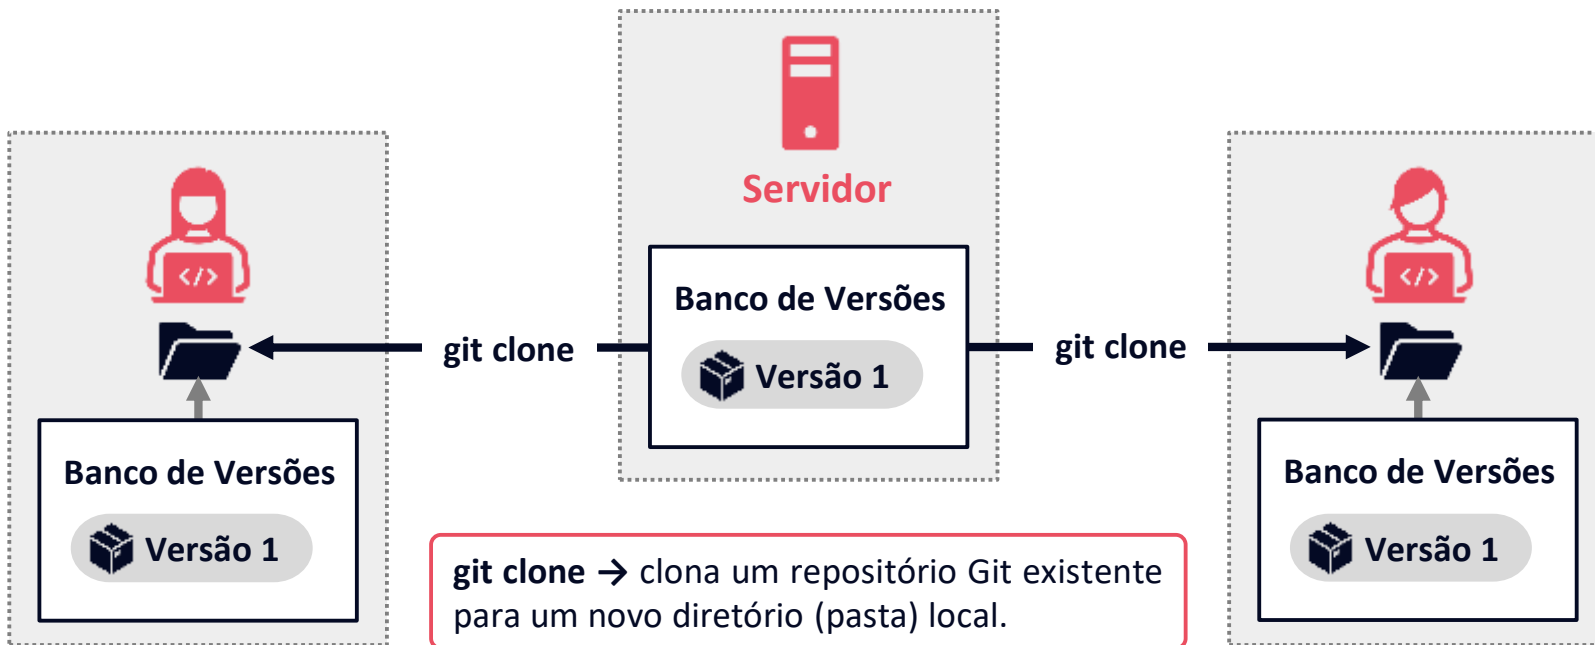 Servidor
Banco de Versões
Versão 1
</>
git clone
Banco de Versões
Versão 1
git clone
</>
Banco de Versões
Versão 1
git clone → clona um repositório Git existente
para um novo diretório (pasta) local.